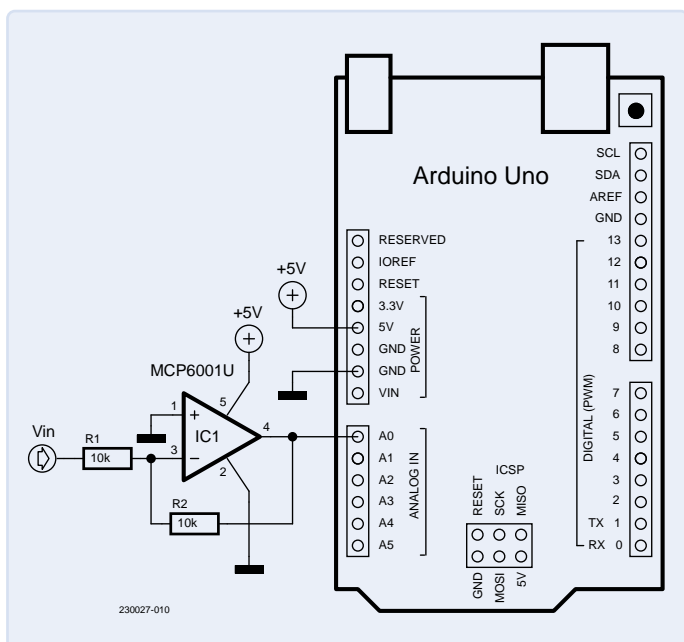 Arduino Uno
SCL
SDA
AREF
GND
13
12
11
10
9
8
7
6
5
4
3
2
TX 1
RX 0
DIGITAL (PWM)
RESERVED
IOREF
RESET
3.3V
5V
GND
GND
VIN
POWER
A0
A1
A2
A3
A4
A5
ANALOG IN
ICSP
RESET
SCK
MISO
GND
MOSI
5V
+5V
+5V
MCP6001U
5
1
+
IC1
4
3
–
2
Vin
R1
10k
R2
10k
230027-010